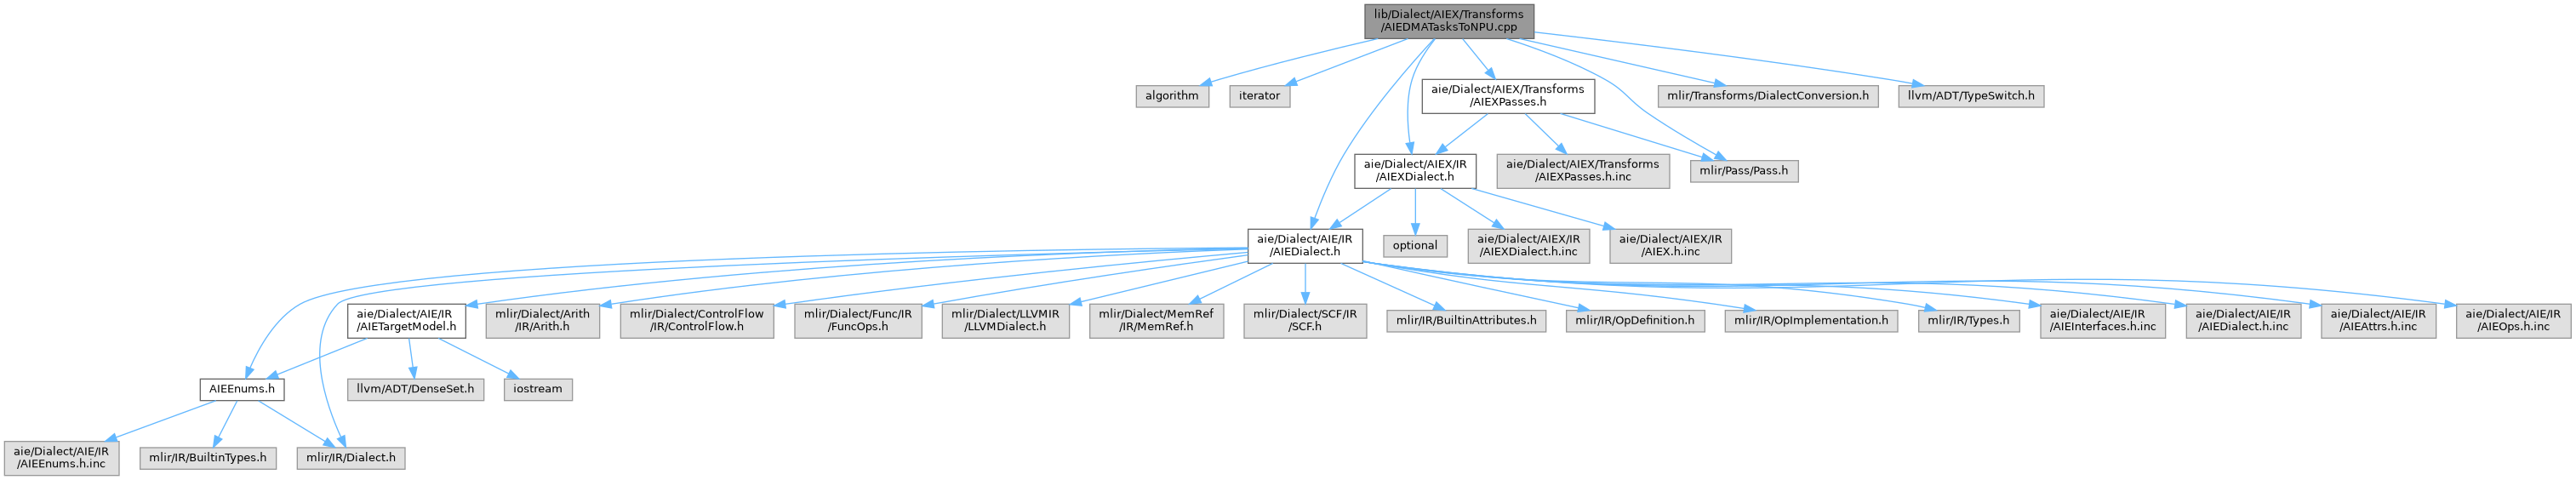 lib/Dialect/AIEX/Transforms
/AIEDMATasksToNPU.cpp
algorithm
iterator
aie/Dialect/AIEX/Transforms
/AIEXPasses.h
mlir/Transforms/DialectConversion.h
llvm/ADT/TypeSwitch.h
aie/Dialect/AIEX/IR
/AIEXDialect.h
aie/Dialect/AIEX/Transforms
/AIEXPasses.h.inc
mlir/Pass/Pass.h
aie/Dialect/AIE/IR
/AIEDialect.h
optional
aie/Dialect/AIEX/IR
/AIEXDialect.h.inc
aie/Dialect/AIEX/IR
/AIEX.h.inc
aie/Dialect/AIE/IR
/AIETargetModel.h
mlir/Dialect/Arith
/IR/Arith.h
mlir/Dialect/ControlFlow
/IR/ControlFlow.h
mlir/Dialect/Func/IR
/FuncOps.h
mlir/Dialect/LLVMIR
/LLVMDialect.h
mlir/Dialect/MemRef
/IR/MemRef.h
mlir/Dialect/SCF/IR
/SCF.h
mlir/IR/BuiltinAttributes.h
mlir/IR/OpDefinition.h
mlir/IR/OpImplementation.h
mlir/IR/Types.h
aie/Dialect/AIE/IR
/AIEInterfaces.h.inc
aie/Dialect/AIE/IR
/AIEDialect.h.inc
aie/Dialect/AIE/IR
/AIEAttrs.h.inc
aie/Dialect/AIE/IR
/AIEOps.h.inc
AIEEnums.h
llvm/ADT/DenseSet.h
iostream
aie/Dialect/AIE/IR
/AIEEnums.h.inc
mlir/IR/BuiltinTypes.h
mlir/IR/Dialect.h